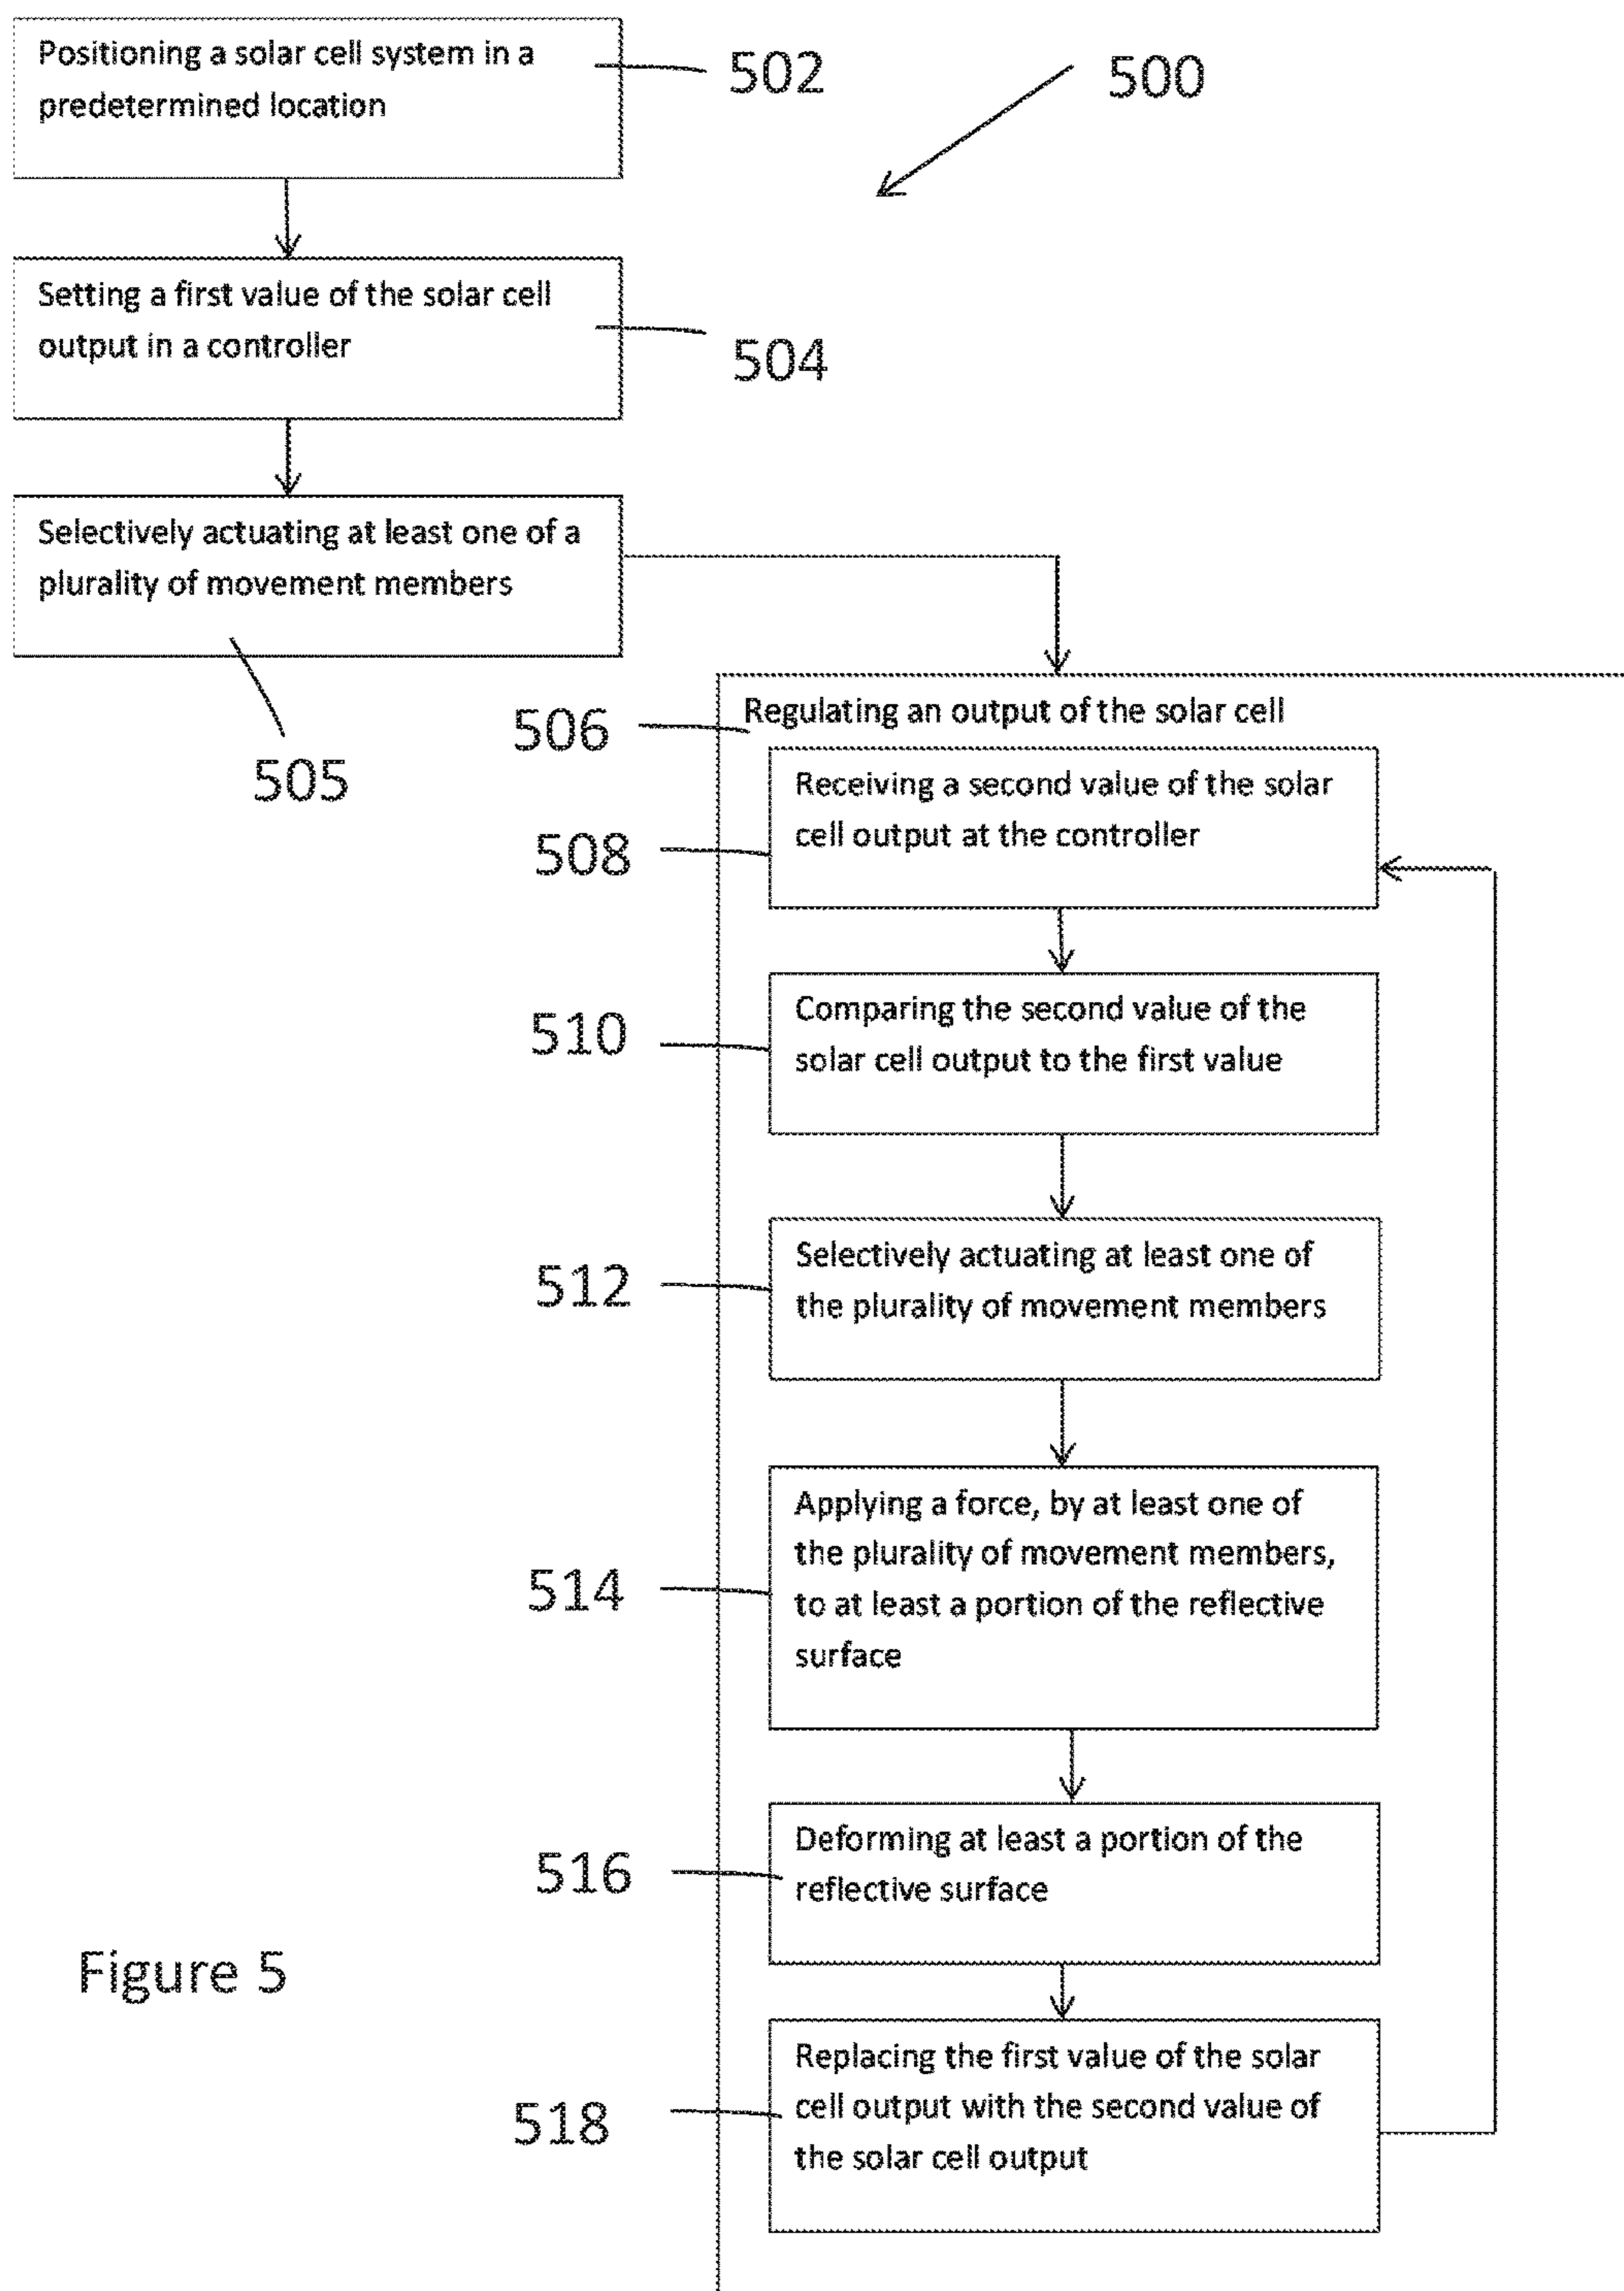 Positioning a solar cell system in a
predetermined location
502
500
Setting a first value of the solar cell
output in a controller
504
Selectively actuating at least one of a
plurality of movement members
505
506
Regulating an output of the solar cell
508
Receiving a second value of the solar
cell output at the controller
510
Comparing the second value of the
solar cell output to the first value
512
Selectively actuating at least one of
the plurality of movement members
514
Applying a force, by at least one of
the plurality of movement members,
to at least a portion of the reflective
surface
516
Deforming at least a portion of the
reflective surface
Figure 5
518
Replacing the first value of the solar
cell output with the second value of
the solar cell output